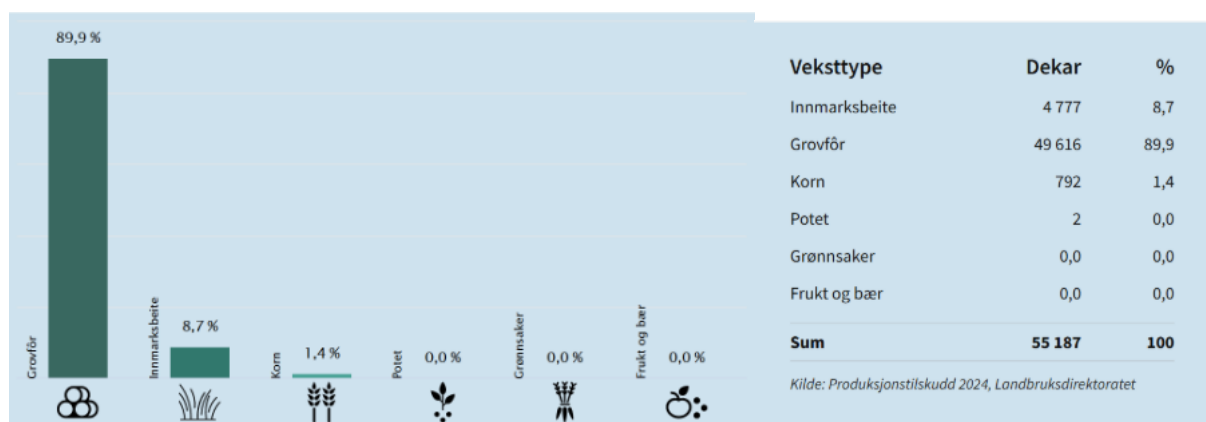 89,9 %
Grovfôr
Innmarksbeite
8,7 %
Korn
1,4 %
Potet
0,0 %
Grønnsaker
0,0 %
Frukt og bær
0,0 %
Veksttype Dekar %
Innmarksbeite 4 777 8,7
Grovfôr 49 616 89,9
Korn 792 1,4
Potet 2 0,0
Grønnsaker 0,0 0,0
Frukt og bær 0,0 0,0
Sum 55 187 100
Kilde: Produksjonstilskudd 2024, Landbruksdirektoratet